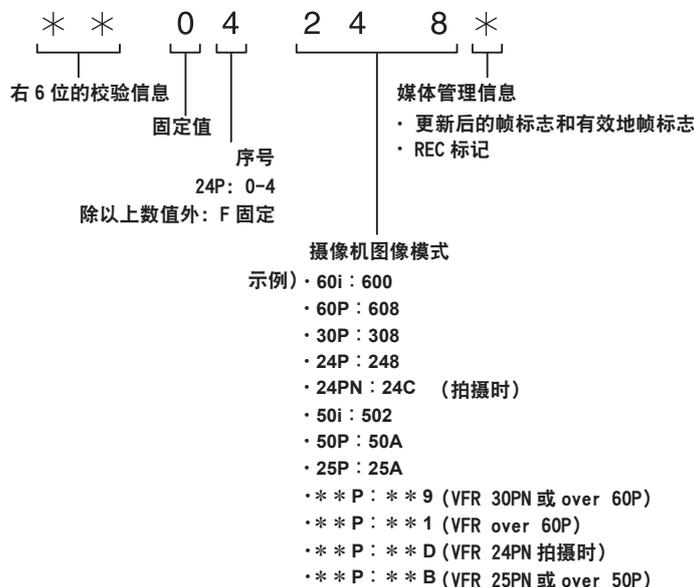 ＊ ＊ 0 4 2 4 8 ＊
右 6 位的校验信息
固定值
序号
24P: 0-4
除以上数值外: F 固定
媒体管理信息
· 更新后的帧标志和有效地帧标志
· REC 标记
摄像机图像模式
示例)· 60i : 600
· 60P : 608
· 30P : 308
· 24P : 248
· 24PN : 24C (拍摄时)
· 50i : 502
· 50P : 50A
· 25P : 25A
·＊＊P : ＊＊9 (VFR 30PN 或 over 60P)
·＊＊P : ＊＊1 (VFR over 60P)
·＊＊P : ＊＊D (VFR 24PN 拍摄时)
·＊＊P : ＊＊B (VFR 25PN 或 over 50P)